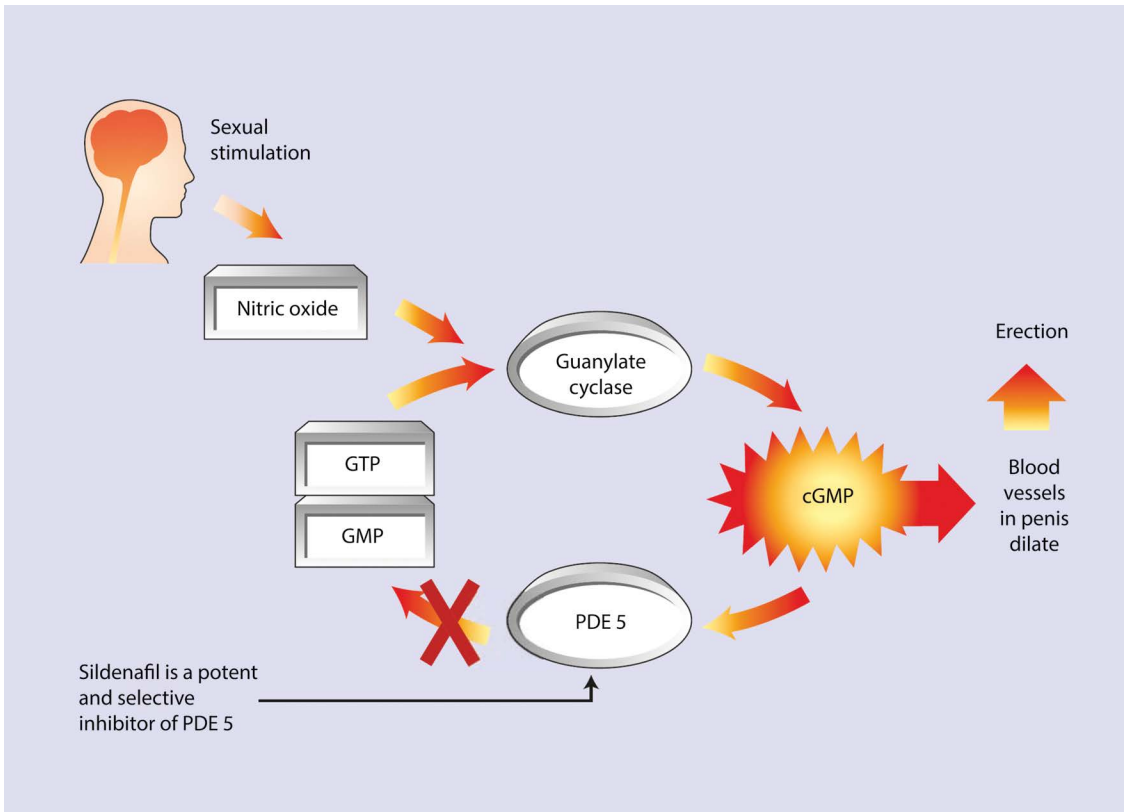 Sexual
stimulation
Nitric oxide
Guanylate
cyclase
Erection
GTP
GMP
cGMP
Blood
vessels
in penis
dilate
PDE 5
Sildenafil is a potent
and selective
inhibitor of PDE 5